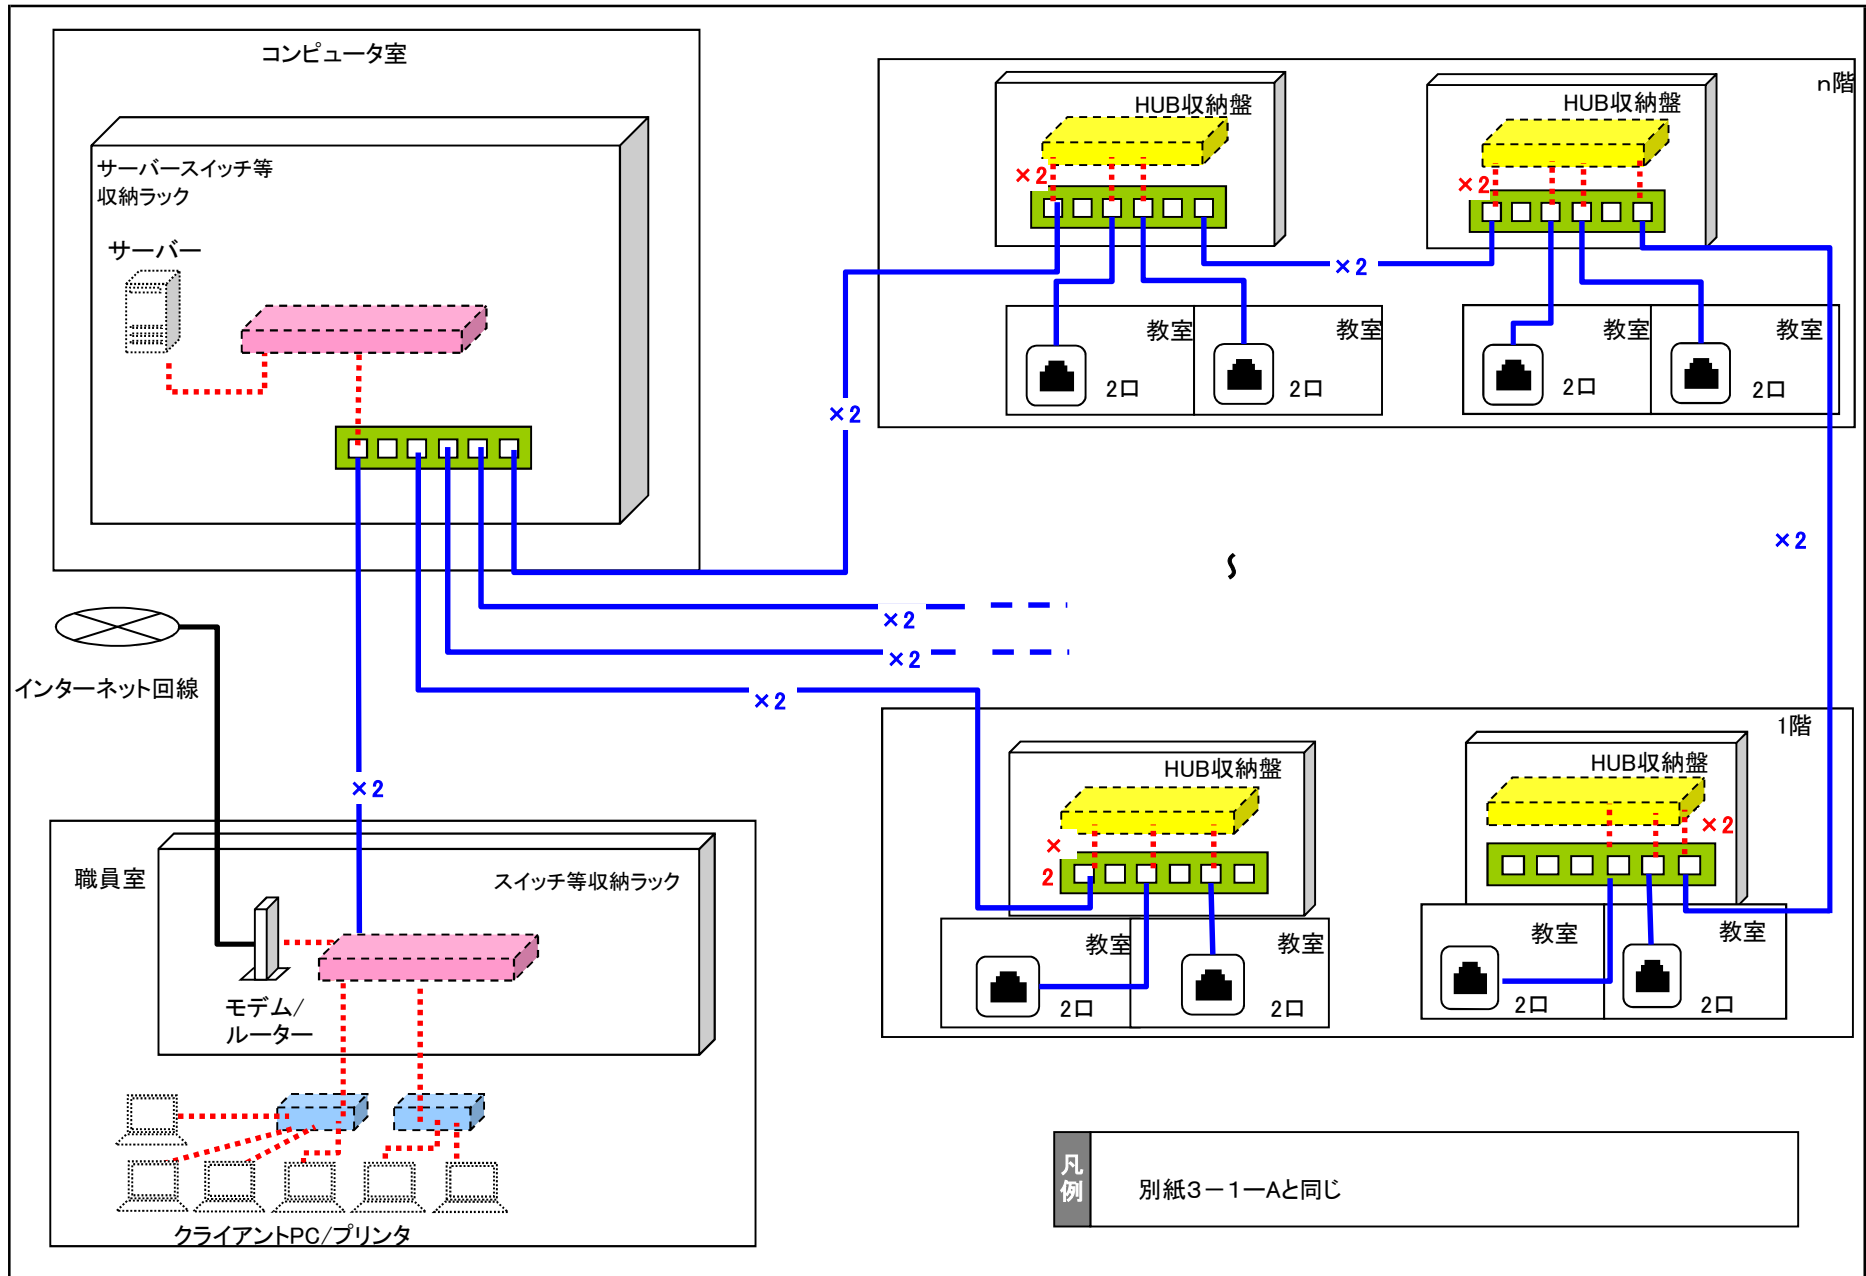 コンピュータ室
サーバースイッチ等
収納ラック
サーバー
n階
HUB収納盤
×2
HUB収納盤
×2
×2
教室
2口
教室
2口
教室
2口
教室
2口
×2
×2
×2
×2
×2
インターネット回線
×2
職員室
スイッチ等収納ラック
モデム/
ルーター
クライアントPC/プリンタ
1階
HUB収納盤
×
2
HUB収納盤
×2
教室
2口
教室
2口
教室
2口
教室
2口
凡
例
別紙3-1-Aと同じ